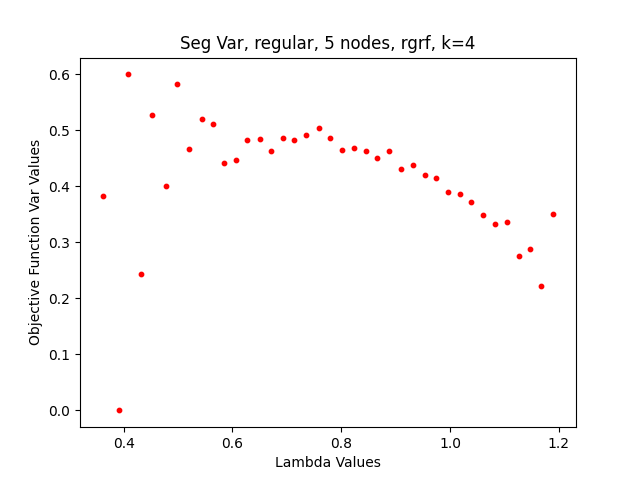 Seg Var, regular, 5 nodes, rgrf, k=4
0.6
0.5
0.4
0.3
0.2
0.1
0.0
Objective Function Var Values
0.4 0.6 0.8 1.0 1.2
Lambda Values